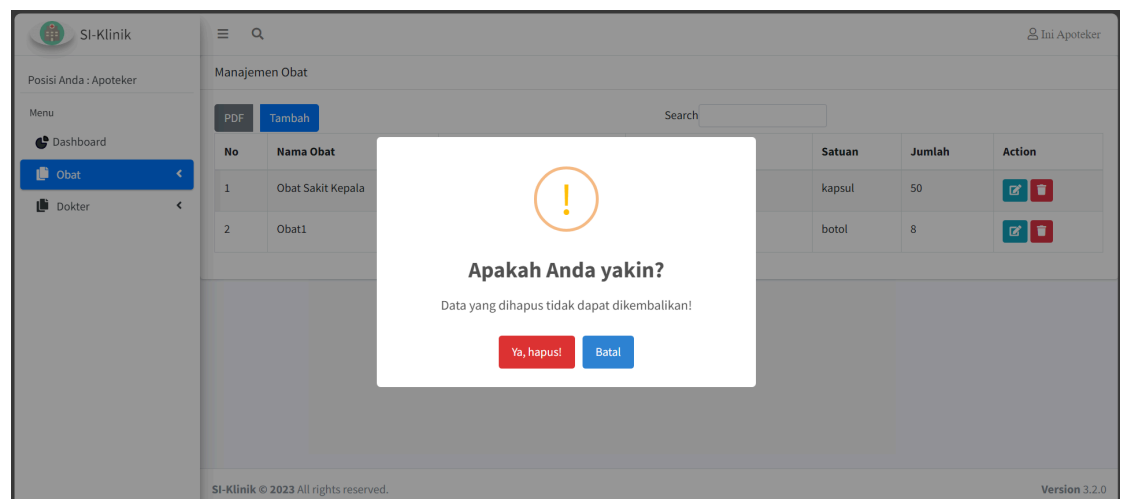 SI-Klinik
Ini Apoteker
Posisi Anda : Apoteker
Menu
Dashboard
Obat
Dokter
Manajemen Obat
PDF Tambah Search
No Nama Obat Satuan Jumlah Action
1 Obat Sakit Kepala kapsul 50
2 Obat1 botol 8
!
Apakah Anda yakin?
Data yang dihapus tidak dapat dikembalikan!
Ya, hapus! Batal
SI-Klinik © 2023 All rights reserved. Version 3.2.0